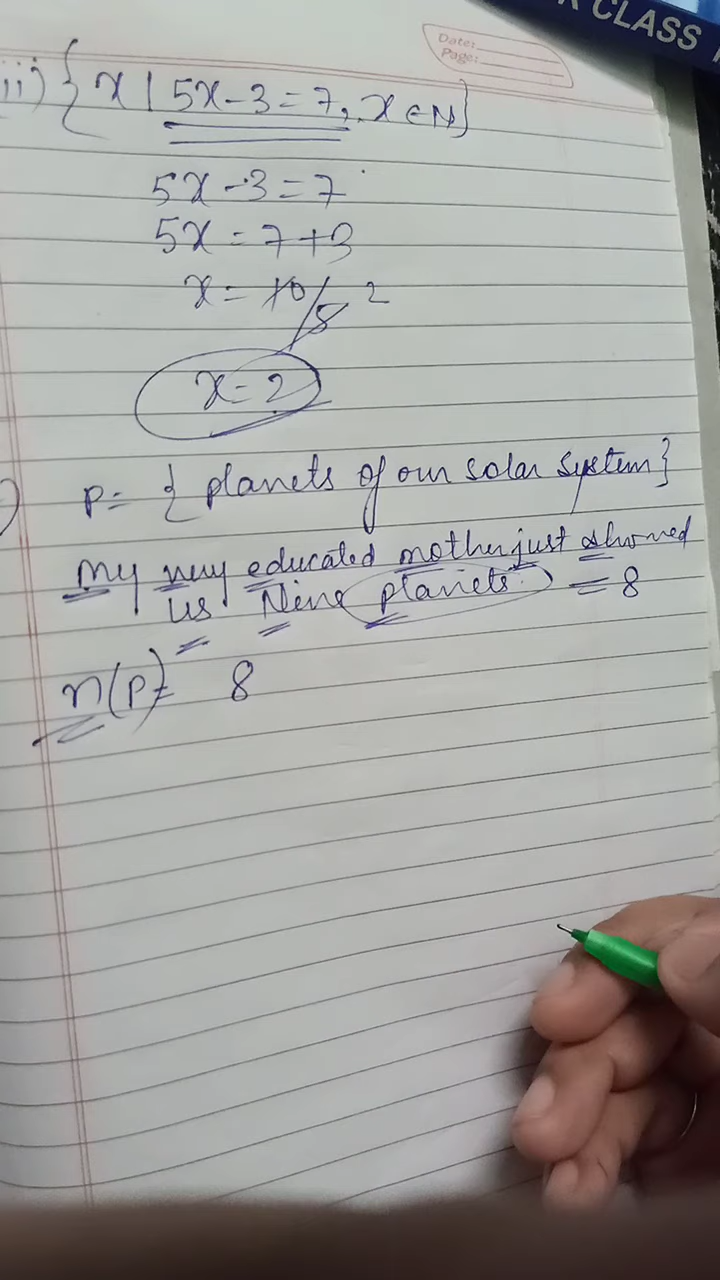 CLASS
Date:
Page:
ii) { x | 5x - 3 = 7, x ∈ N}
5x - 3 = 7
5x = 7+3
x = 10/5 2
x = 2
P = { planets of our solar system}
My very educated mother just showed
us Nine planets = 8
n(P) = 8